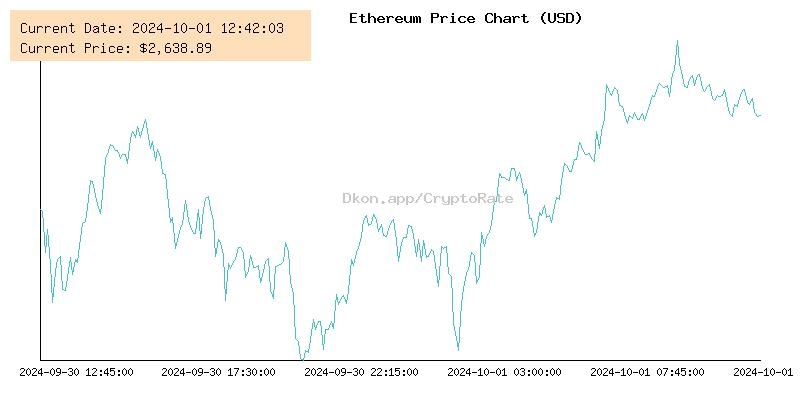 Ethereum Price Chart (USD)
Current Date: 2024-10-01 12:42:03
Current Price: $2,638.89
Dkon.app/CryptoRate
2024-09-30 12:45:00 2024-09-30 17:30:00 2024-09-30 22:15:00 2024-10-01 03:00:00 2024-10-01 07:45:00 2024-10-01